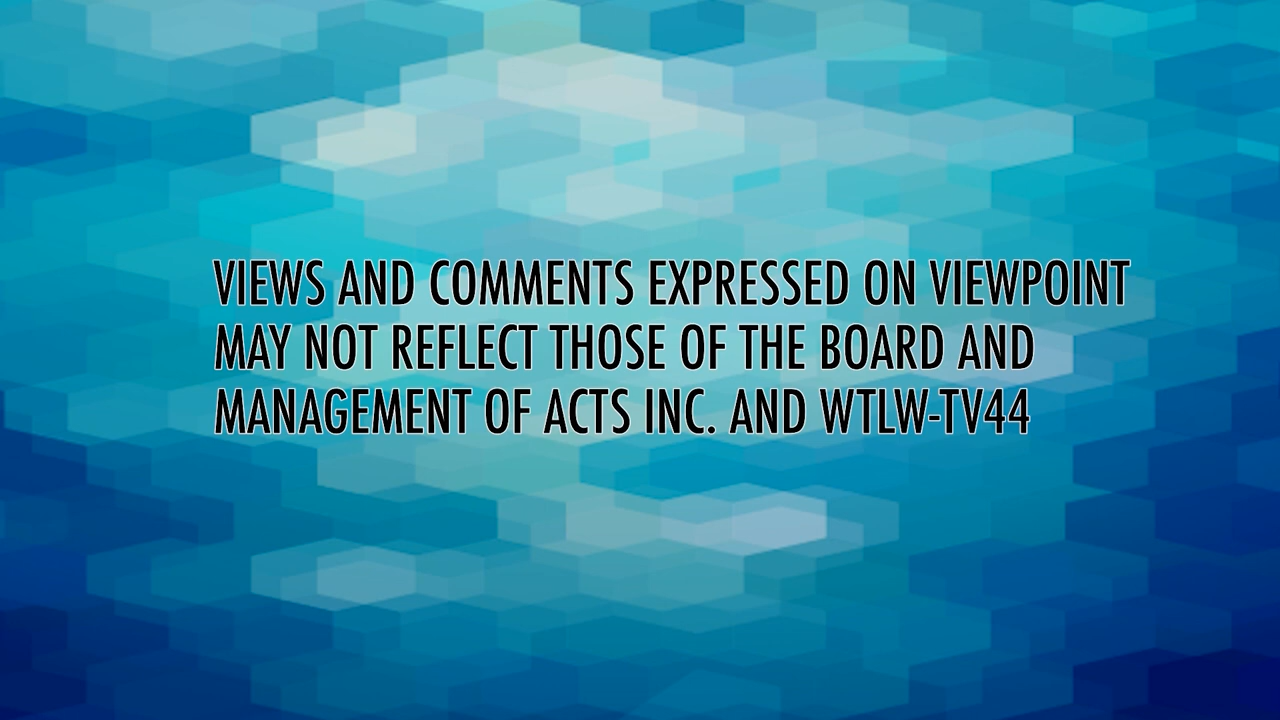 VIEWS AND COMMENTS EXPRESSED ON VIEWPOINT
MAY NOT REFLECT THOSE OF THE BOARD AND
MANAGEMENT OF ACTS INC. AND WTLW-TV44